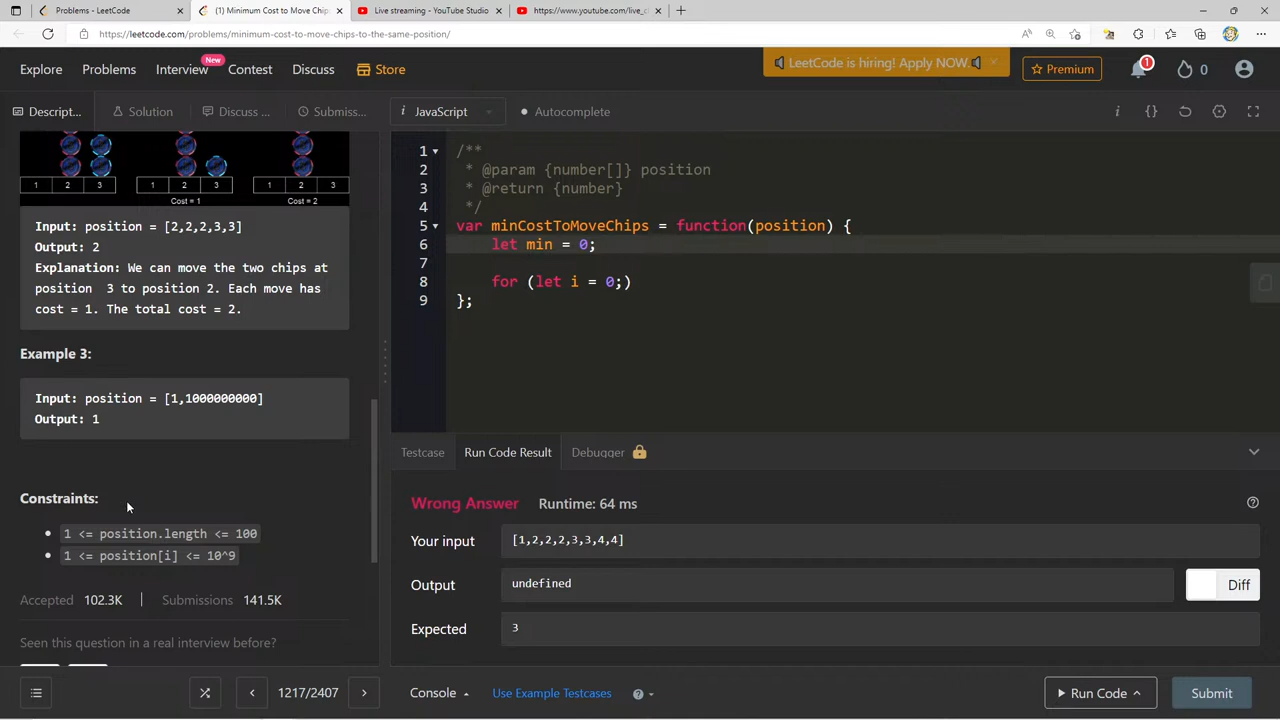 Problems - LeetCode
(1) Minimum Cost to Move Chip
Live streaming - YouTube Studio
https://www.youtube.com/live_c
https://leetcode.com/problems/minimum-cost-to-move-chips-to-the-same-position/
Explore
Problems
Interview
New
Contest
Discuss
Store
LeetCode is hiring! Apply NOW.
Premium
1
0
Descript...
Solution
Discuss ...
Submiss...
i
JavaScript
Autocomplete
1 2 3
1 2 3
1 2 3
Cost = 1
Cost = 2
Input: position = [2,2,2,3,3]
Output: 2
Explanation: We can move the two chips at
position  3 to position 2. Each move has
cost = 1. The total cost = 2.
Example 3:
Input: position = [1,1000000000]
Output: 1
Constraints:
1 <= position.length <= 100
1 <= position[i] <= 10^9
Accepted 102.3K
Submissions 141.5K
Seen this question in a real interview before?
1 /**
2  * @param {number[]} position
3  * @return {number}
4  */
5 var minCostToMoveChips = function(position) {
6     let min = 0;
7
8     for (let i = 0;)
9 };
Testcase
Run Code Result
Debugger
Wrong Answer
Runtime: 64 ms
Your input
[1,2,2,2,3,3,4,4]
Output
undefined
Diff
Expected
3
1217/2407
Console
Use Example Testcases
Run Code
Submit